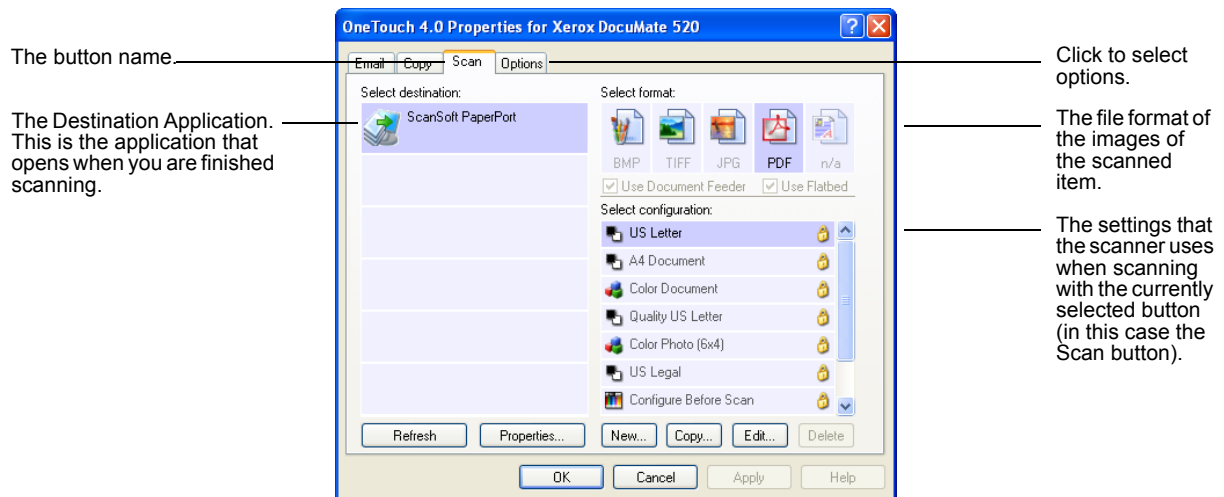 OneTouch 4.0 Properties for Xerox DocuMate 520
The button name.
Email Copy Scan Options
Click to select
options.
Select destination:
Select format:
The Destination Application.
This is the application that
opens when you are finished
scanning.
ScanSoft PaperPort
BMP TIFF JPG PDF n/a
The file format of
the images of
the scanned
item.
Use Document Feeder Use Flatbed
Select configuration:
US Letter
A4 Document
Color Document
Quality US Letter
Color Photo (6x4)
US Legal
Configure Before Scan
The settings that
the scanner uses
when scanning
with the currently
selected button
(in this case the
Scan button).
Refresh Properties... New... Copy... Edit... Delete
OK Cancel Apply Help